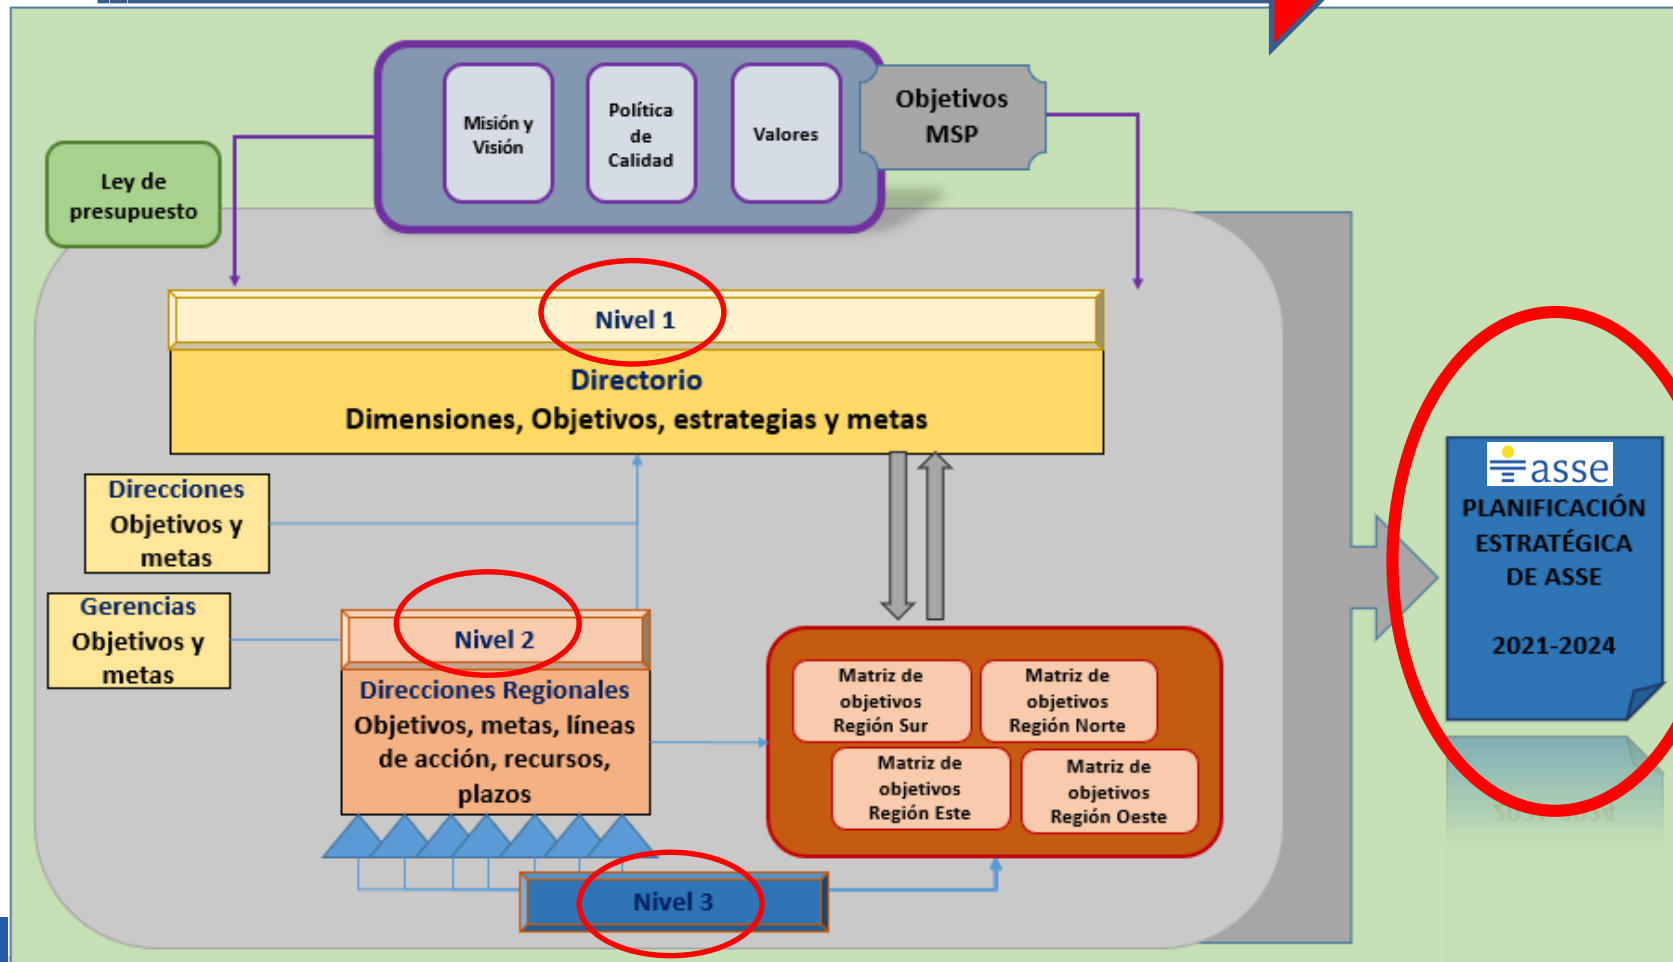 Misión y
Visión
Política
de
Calidad
Valores
Objetivos
MSP
Ley de
presupuesto
Nivel 1
Directorio
Dimensiones, Objetivos, estrategias y metas
Direcciones
Objetivos y
metas
Gerencias
Objetivos y
metas
Nivel 2
Direcciones Regionales
Objetivos, metas, líneas
de acción, recursos,
plazos
Matriz de
objetivos
Región Sur
Matriz de
objetivos
Región Norte
Matriz de
objetivos
Región Este
Matriz de
objetivos
Región Oeste
Nivel 3
asse
PLANIFICACIÓN
ESTRATÉGICA
DE ASSE
2021-2024